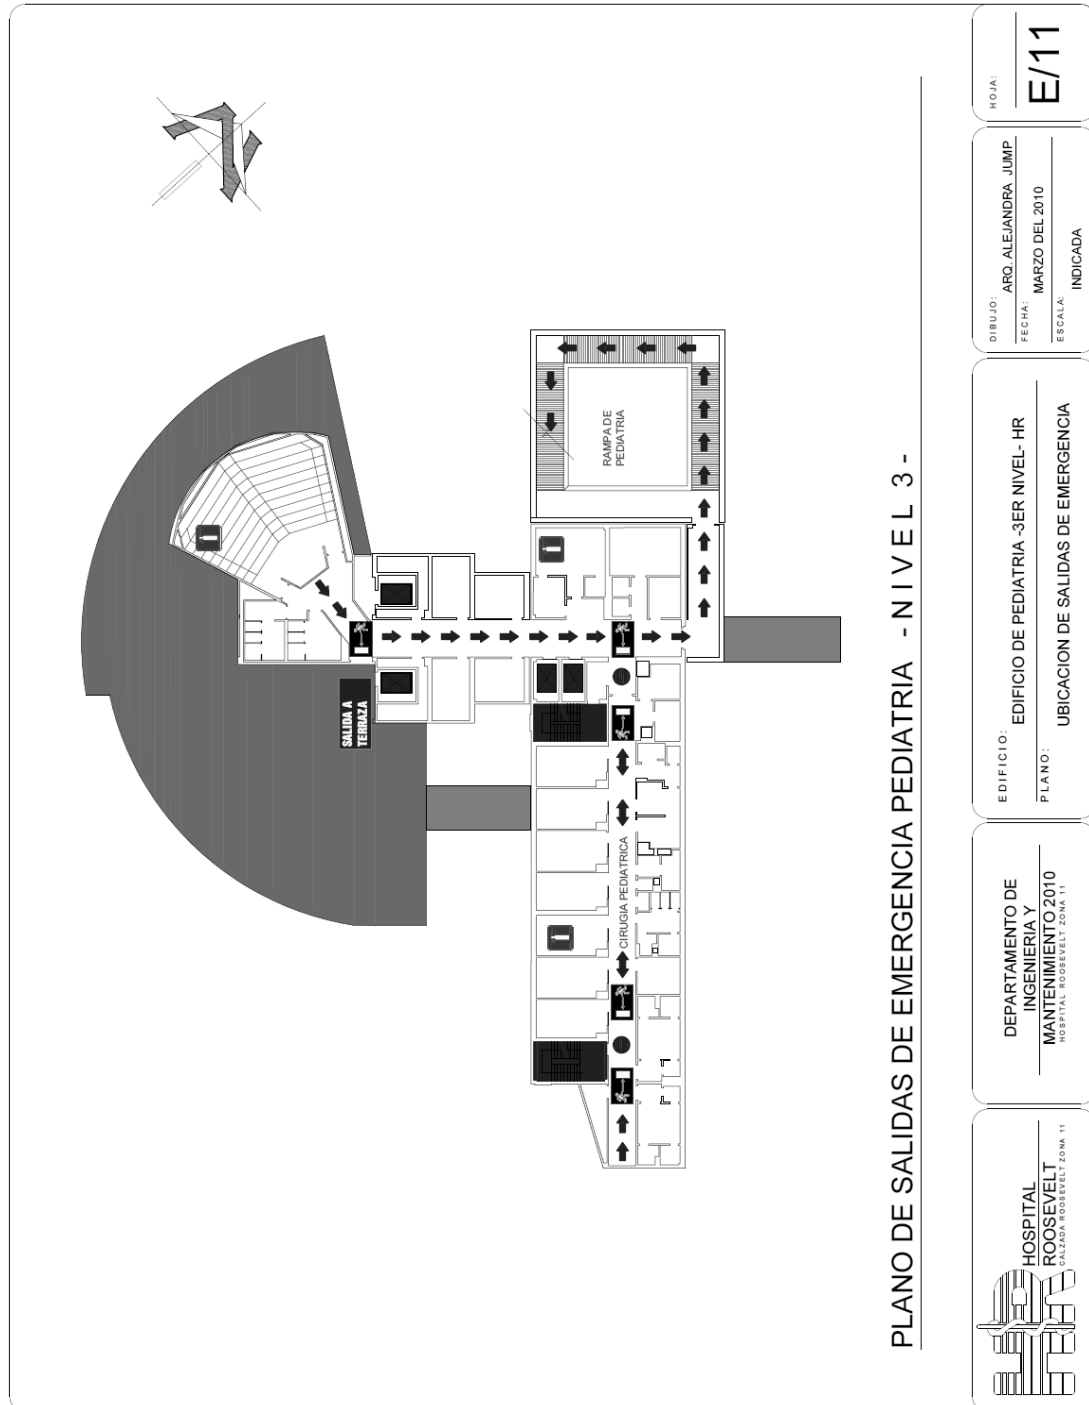 SALIDA A
TERRAZA
RAMPA DE
PEDIATRIA
CIRUGIA PEDIATRICA
PLANO DE SALIDAS DE EMERGENCIA PEDIATRIA - N I V E L 3 -
HOSPITAL
ROOSEVELT
CALZADA ROOSEVELT ZONA 11
DEPARTAMENTO DE
INGENIERIA Y
MANTENIMIENTO 2010
HOSPITAL ROOSEVELT ZONA 11
EDIFICIO:
EDIFICIO DE PEDIATRIA -3ER NIVEL- HR
PLANO:
UBICACION DE SALIDAS DE EMERGENCIA
DIBUJO:
ARQ. ALEJANDRA JUMP
FECHA:
MARZO DEL 2010
ESCALA:
INDICADA
HOJA:
E/11
HR